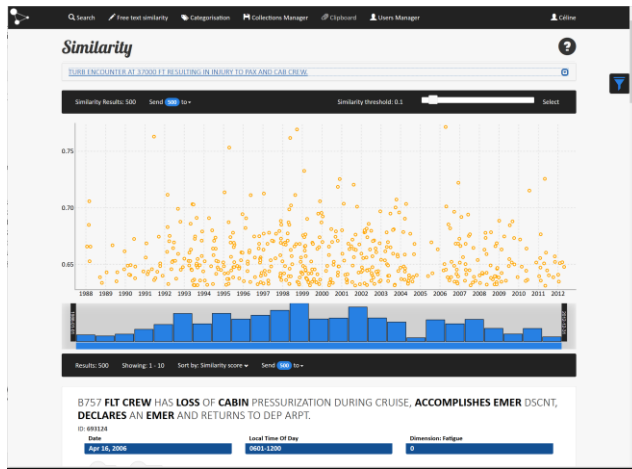 Search Free text similarity Categorisation Collections Manager Clipboard Users Manager Céline
Similarity ?
TURB ENCOUNTER AT 37000 FT RESULTING IN INJURY TO PAX AND CAB CREW.
Similarity Results: 500 Send 500 to Similarity threshold: 0.1 Select
0.75
0.70
0.65
1988 1989 1990 1991 1992 1993 1994 1995 1996 1997 1998 1999 2000 2001 2002 2003 2004 2005 2006 2007 2008 2009 2010 2011 2012
Results: 500 Showing: 1 - 10 Sort by: Similarity score Send 500 to
B757 FLT CREW HAS LOSS OF CABIN PRESSURIZATION DURING CRUISE, ACCOMPLISHES EMER DSCNT,
DECLARES AN EMER AND RETURNS TO DEP ARPT.
ID: 693124
Date Local Time Of Day Dimension: Fatigue
Apr 16, 2006 0601-1200 0